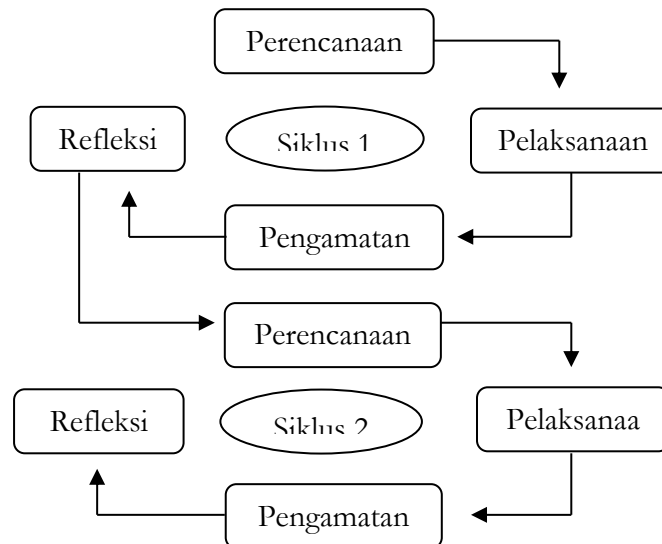 Perencanaan
Refleksi
Siklus 1
Pelaksanaan
Pengamatan
Perencanaan
Refleksi
Siklus 2
Pelaksanaa
Pengamatan